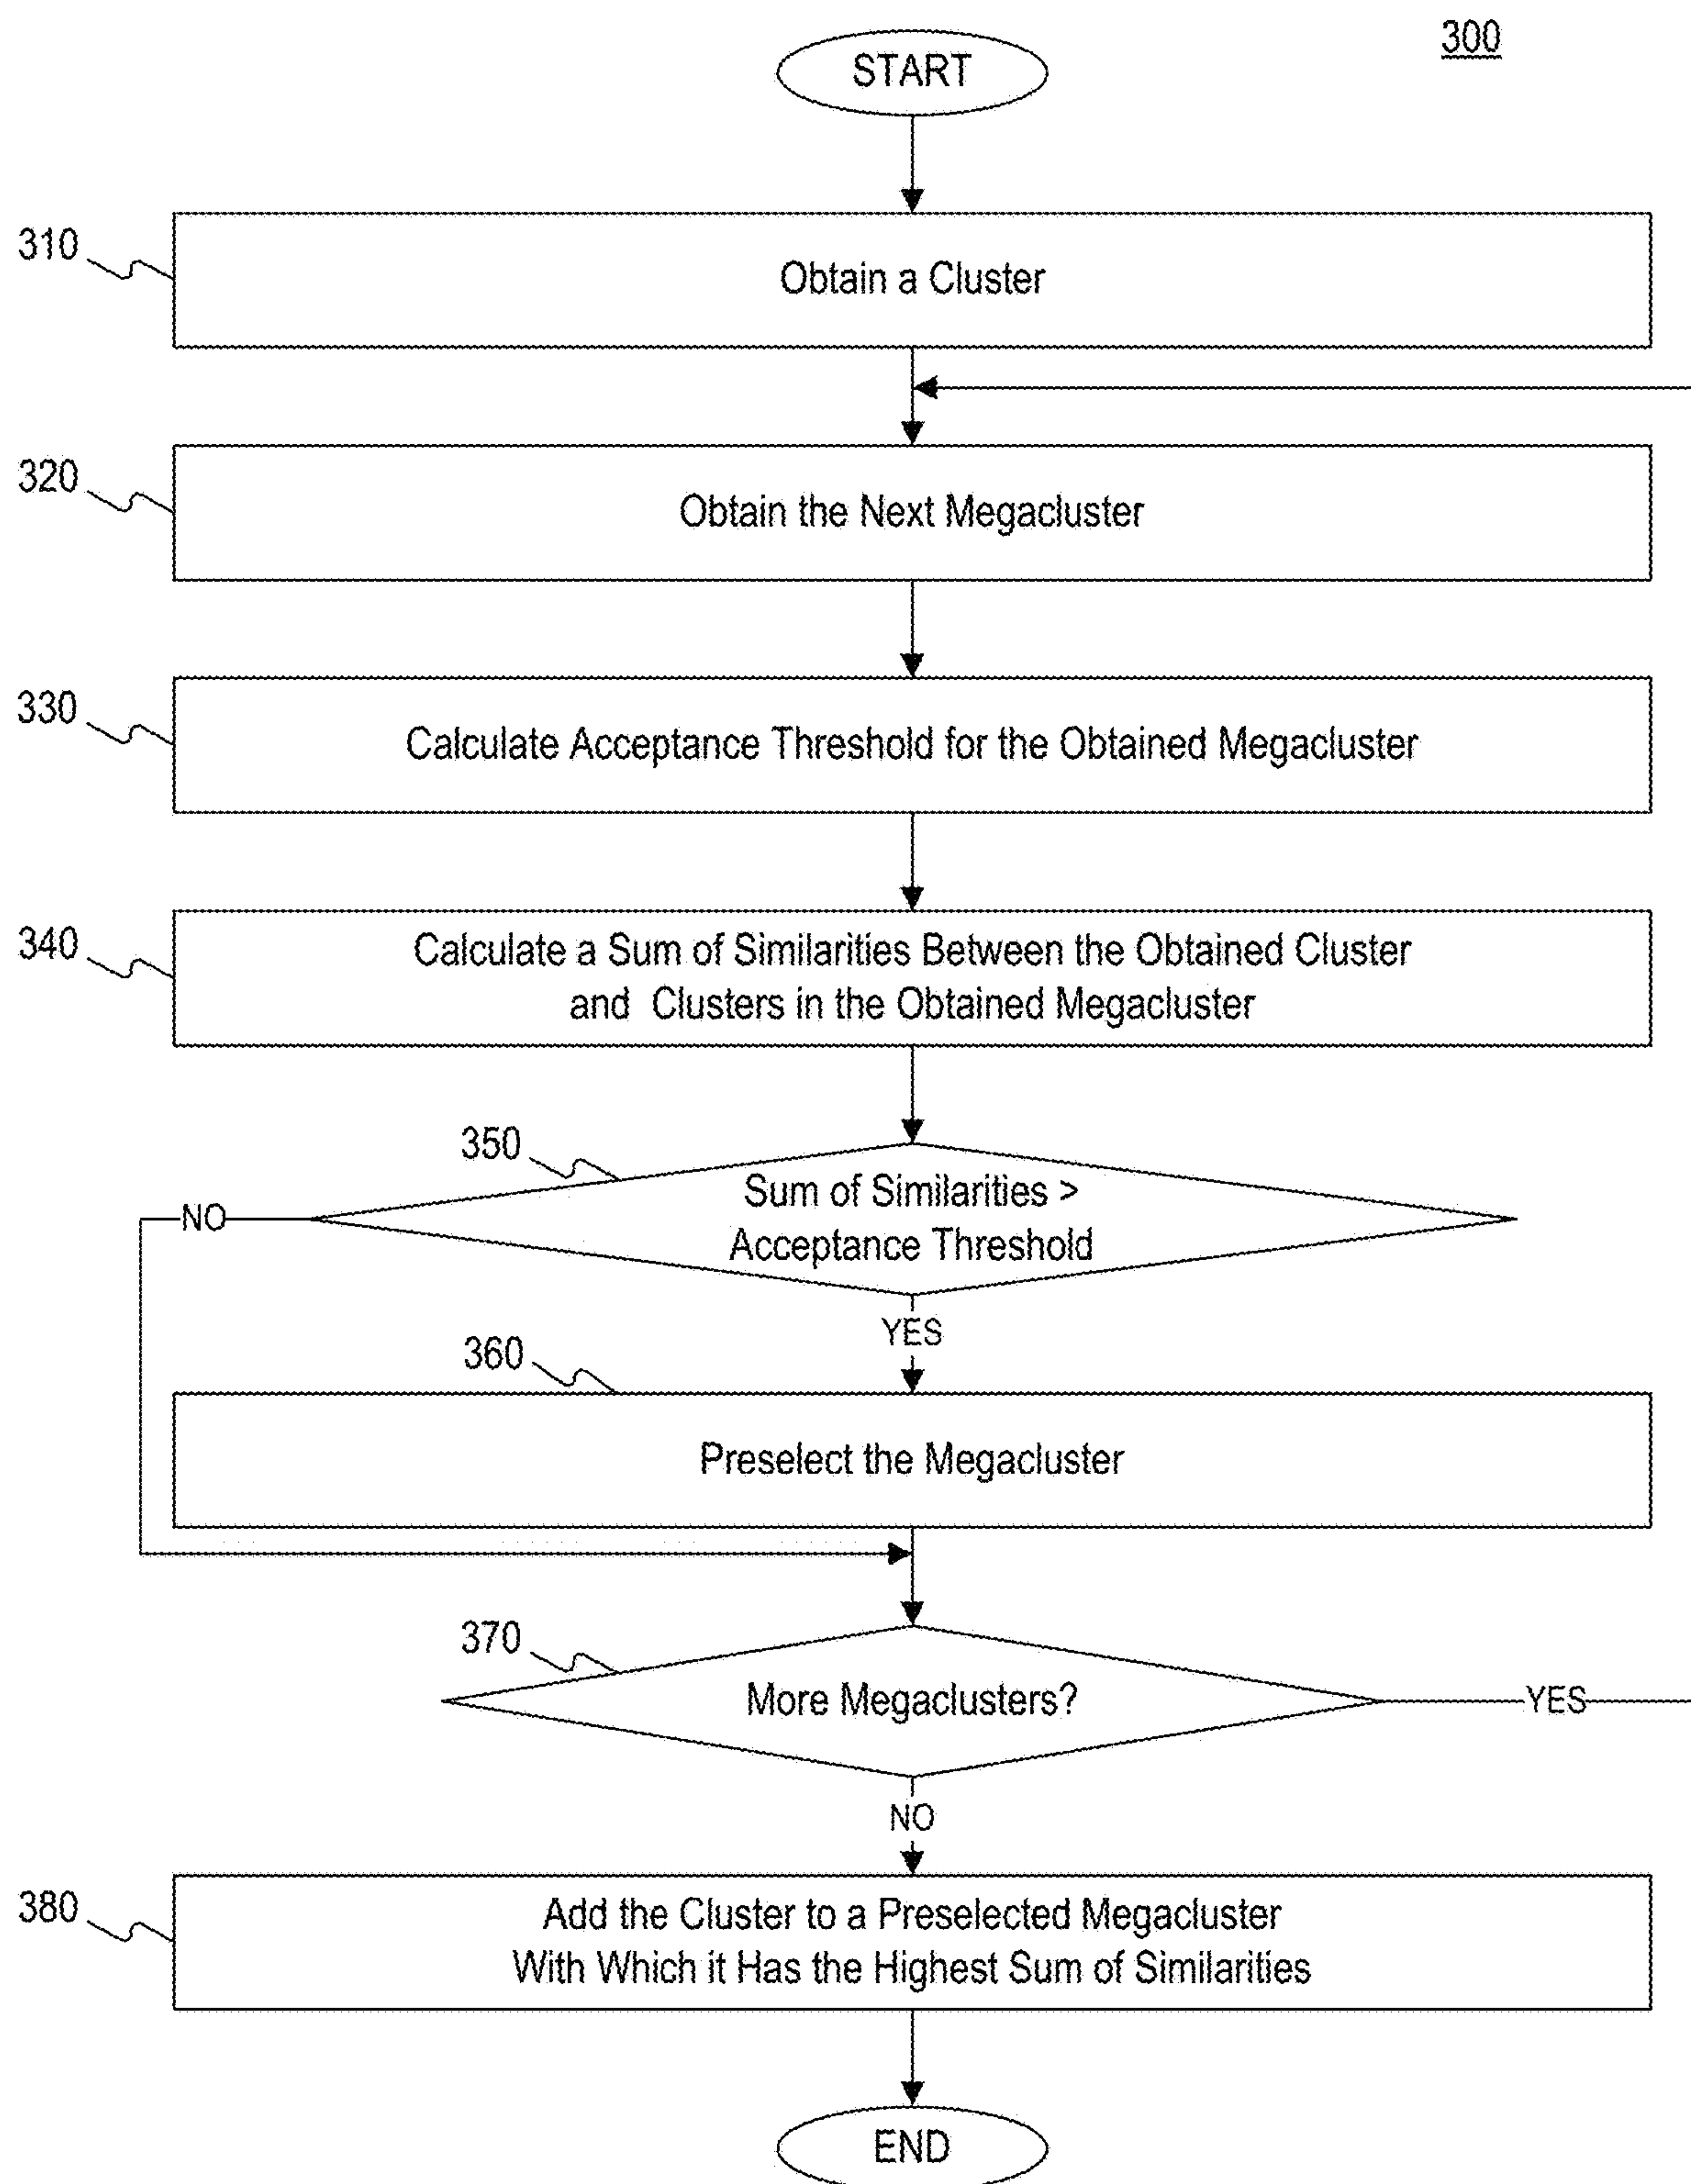 300
START
310
Obtain a Cluster
320
Obtain the Next Megacluster
330
Calculate Acceptance Threshold for the Obtained Megacluster
340
Calculate a Sum of Similarities Between the Obtained Cluster
and Clusters in the Obtained Megacluster
350
Sum of Similarities >
Acceptance Threshold
NO
YES
360
Preselect the Megacluster
370
More Megaclusters?
YES
NO
380
Add the Cluster to a Preselected Megacluster
With Which it Has the Highest Sum of Similarities
END